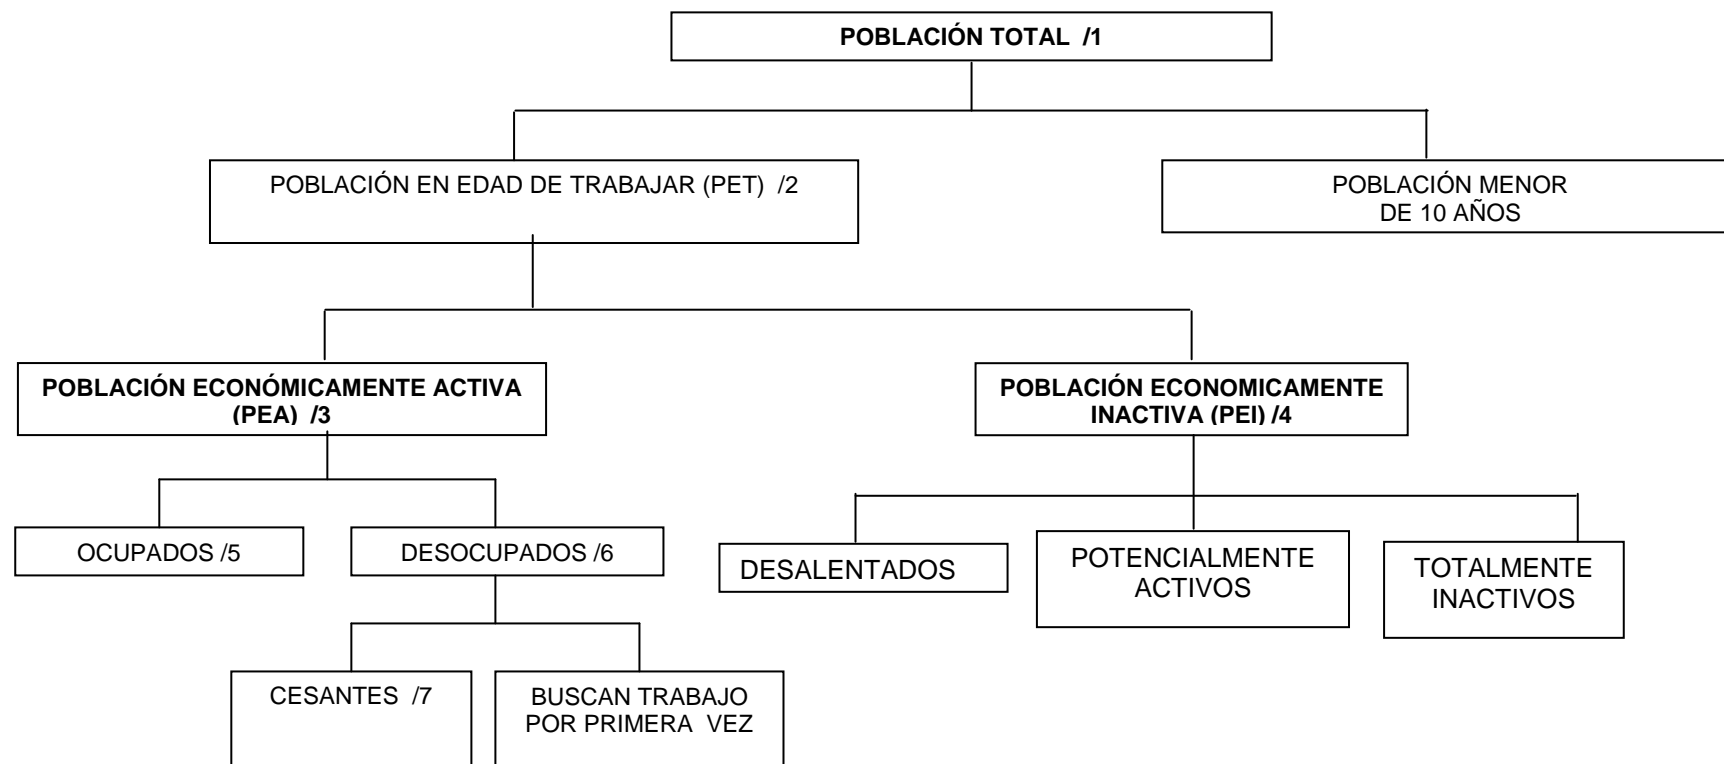 POBLACIÓN TOTAL /1
POBLACIÓN EN EDAD DE TRABAJAR (PET) /2
POBLACIÓN MENOR
DE 10 AÑOS
POBLACIÓN ECONÓMICAMENTE ACTIVA
(PEA) /3
POBLACIÓN ECONOMICAMENTE
INACTIVA (PEI) /4
OCUPADOS /5
DESOCUPADOS /6
DESALENTADOS
POTENCIALMENTE
ACTIVOS
TOTALMENTE
INACTIVOS
CESANTES /7
BUSCAN TRABAJO
POR PRIMERA VEZ